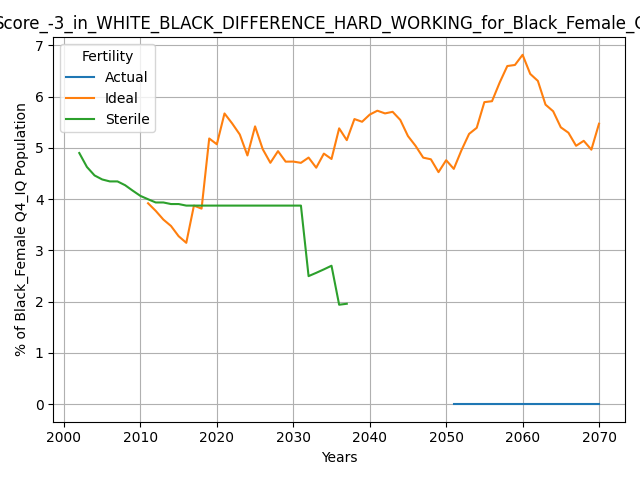 Score_-3_in_WHITE_BLACK_DIFFERENCE_HARD_WORKING_for_Black_Female_
Fertility
Actual
Ideal
Sterile
% of Black_Female Q4_IQ Population
7
6
5
4
3
2
1
0
2000 2010 2020 2030 2040 2050 2060 2070
Years